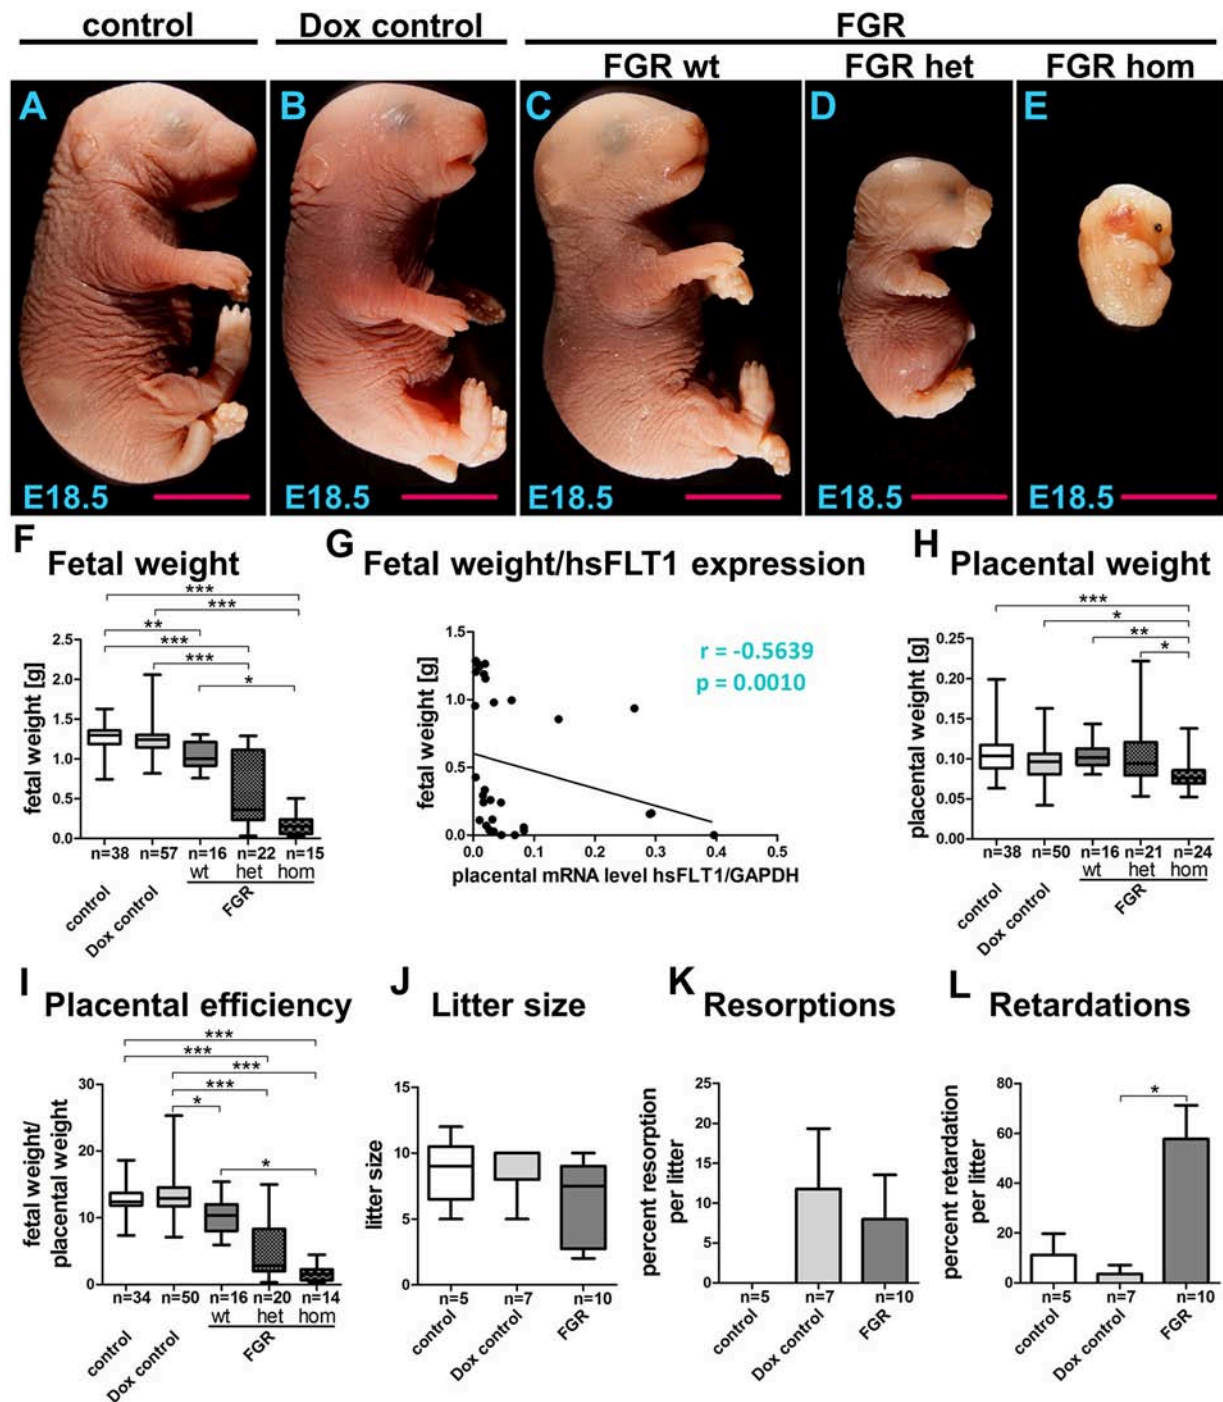 control Dox control FGR
FGR wt FGR het FGR hom
A B C D E
E18.5 E18.5 E18.5 E18.5 E18.5
F Fetal weight
***
***
**
***
***
*
fetal weight [g]
2.5
2.0
1.5
1.0
0.5
0.0
n=38 n=57 n=16 n=22 n=15
wt het hom
control Dox control FGR
G Fetal weight/hsFLT1 expression
r = -0.5639
p = 0.0010
fetal weight [g]
1.5
1.0
0.5
0.0
0.0 0.1 0.2 0.3 0.4 0.5
placental mRNA level hsFLT1/GAPDH
H Placental weight
***
*
**
*
placental weight [g]
0.25
0.20
0.15
0.10
0.05
0.00
n=38 n=50 n=16 n=21 n=24
wt het hom
control Dox control FGR
I Placental efficiency
***
***
***
***
*
*
fetal weight/
placental weight
30
20
10
0
n=34 n=50 n=16 n=20 n=14
wt het hom
control Dox control FGR
J Litter size
litter size
15
10
5
0
n=5 n=7 n=10
control Dox control FGR
K Resorptions
percent resorption
per litter
25
20
15
10
5
0
n=5 n=7 n=10
control Dox control FGR
L Retardations
*
percent retardation
per litter
80
60
40
20
0
n=5 n=7 n=10
control Dox control FGR